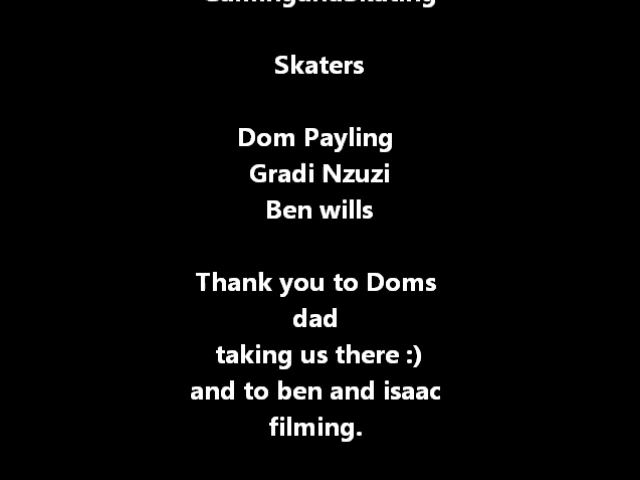 Skaters
Dom Payling
Gradi Nzuzi
Ben wills
Thank you to Doms
dad
taking us there :)
and to ben and isaac
filming.